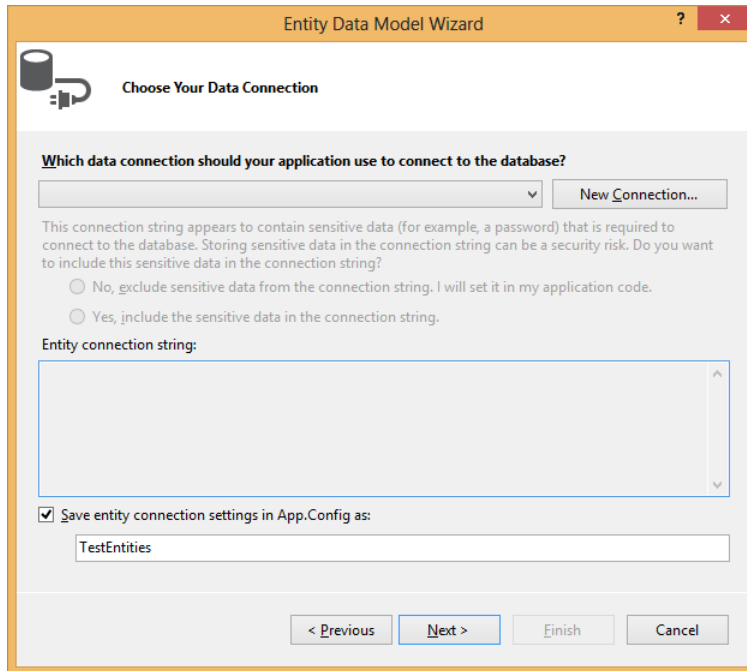 Entity Data Model Wizard
?
×
Choose Your Data Connection
Which data connection should your application use to connect to the database?
New Connection...
This connection string appears to contain sensitive data (for example, a password) that is required to
connect to the database. Storing sensitive data in the connection string can be a security risk. Do you want
to include this sensitive data in the connection string?
No, exclude sensitive data from the connection string. I will set it in my application code.
Yes, include the sensitive data in the connection string.
Entity connection string:
Save entity connection settings in App.Config as:
TestEntities
< Previous
Next >
Finish
Cancel